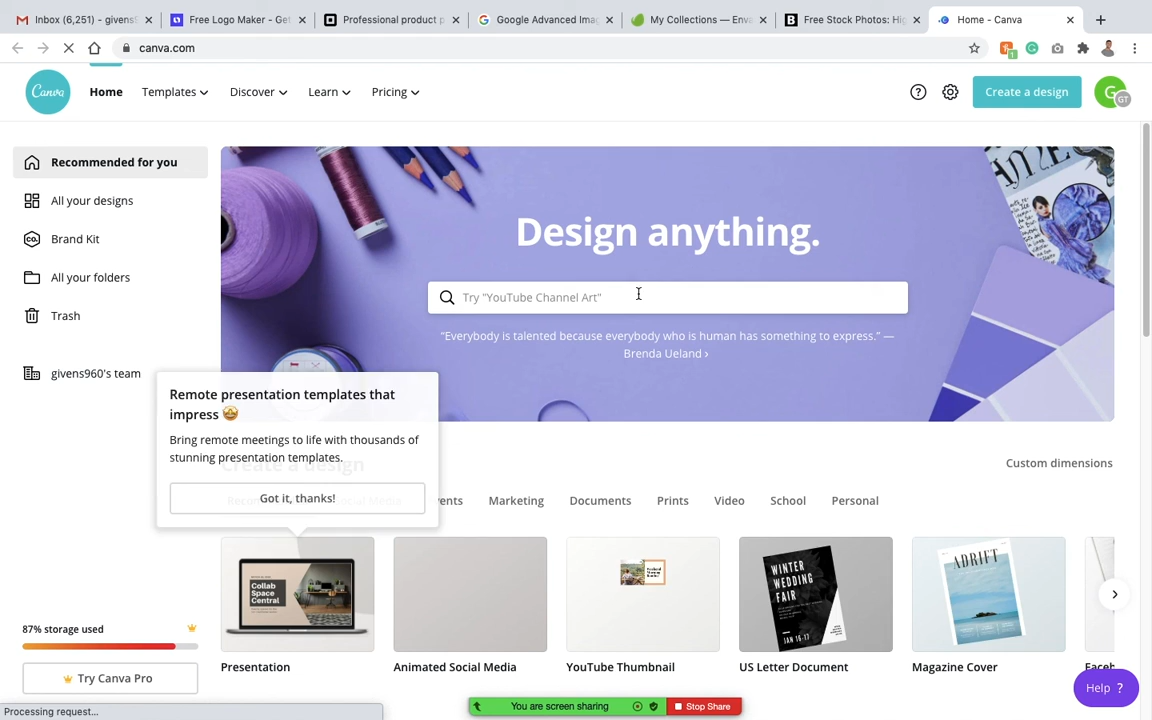 Inbox (6,251) - givens
Free Logo Maker - Get
Professional product p
Google Advanced Imag
My Collections — Enva
Free Stock Photos: Hig
Home - Canva
canva.com
Canva
Home
Templates
Discover
Learn
Pricing
Create a design
G
GT
Recommended for you
All your designs
Brand Kit
All your folders
Trash
givens960's team
Design anything.
Try "YouTube Channel Art"
“Everybody is talented because everybody who is human has something to express.” —
Brenda Ueland ›
Remote presentation templates that
impress
Bring remote meetings to life with thousands of
stunning presentation templates.
Got it, thanks!
Create a design
Custom dimensions
Marketing
Documents
Prints
Video
School
Personal
Collab
Space
Central
WINTER
WEDDING
FAIR
JAN 16-17
ADRIFT
Presentation
Animated Social Media
YouTube Thumbnail
US Letter Document
Magazine Cover
87% storage used
Try Canva Pro
Help ?
Processing request...
You are screen sharing
Stop Share